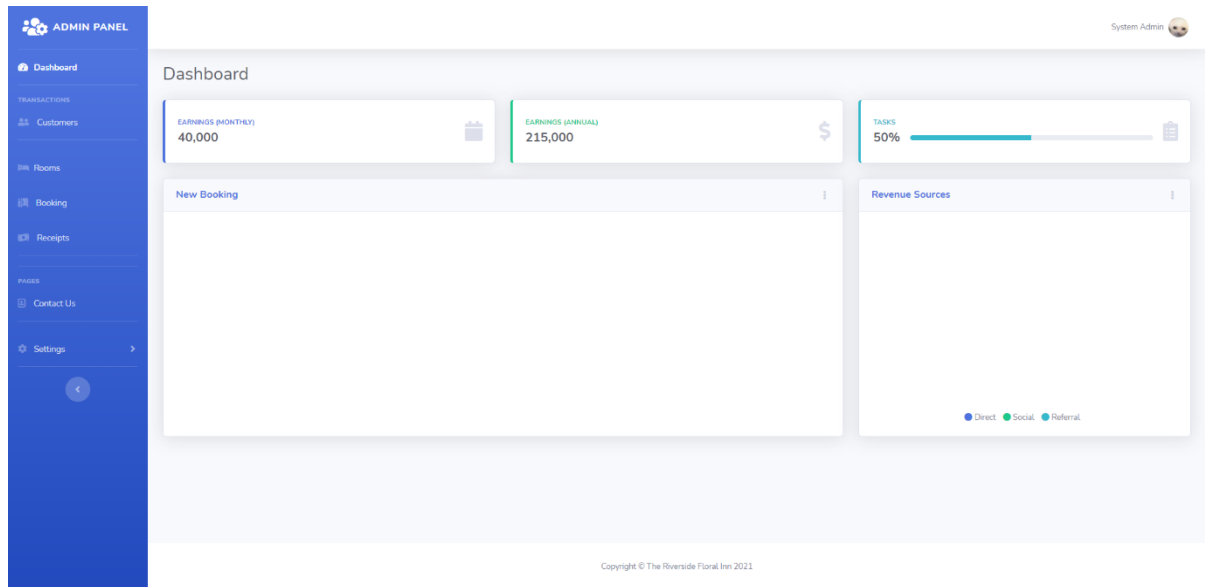 ADMIN PANEL
Dashboard
TRANSACTIONS
Customers
Rooms
Booking
Receipts
PAGES
Contact Us
Settings
System Admin
Dashboard
EARNINGS (MONTHLY)
40,000
EARNINGS (ANNUAL)
215,000
$
TASKS
50%
New Booking
Revenue Sources
Direct Social Referral
Copyright © The Riverside Floral Inn 2021